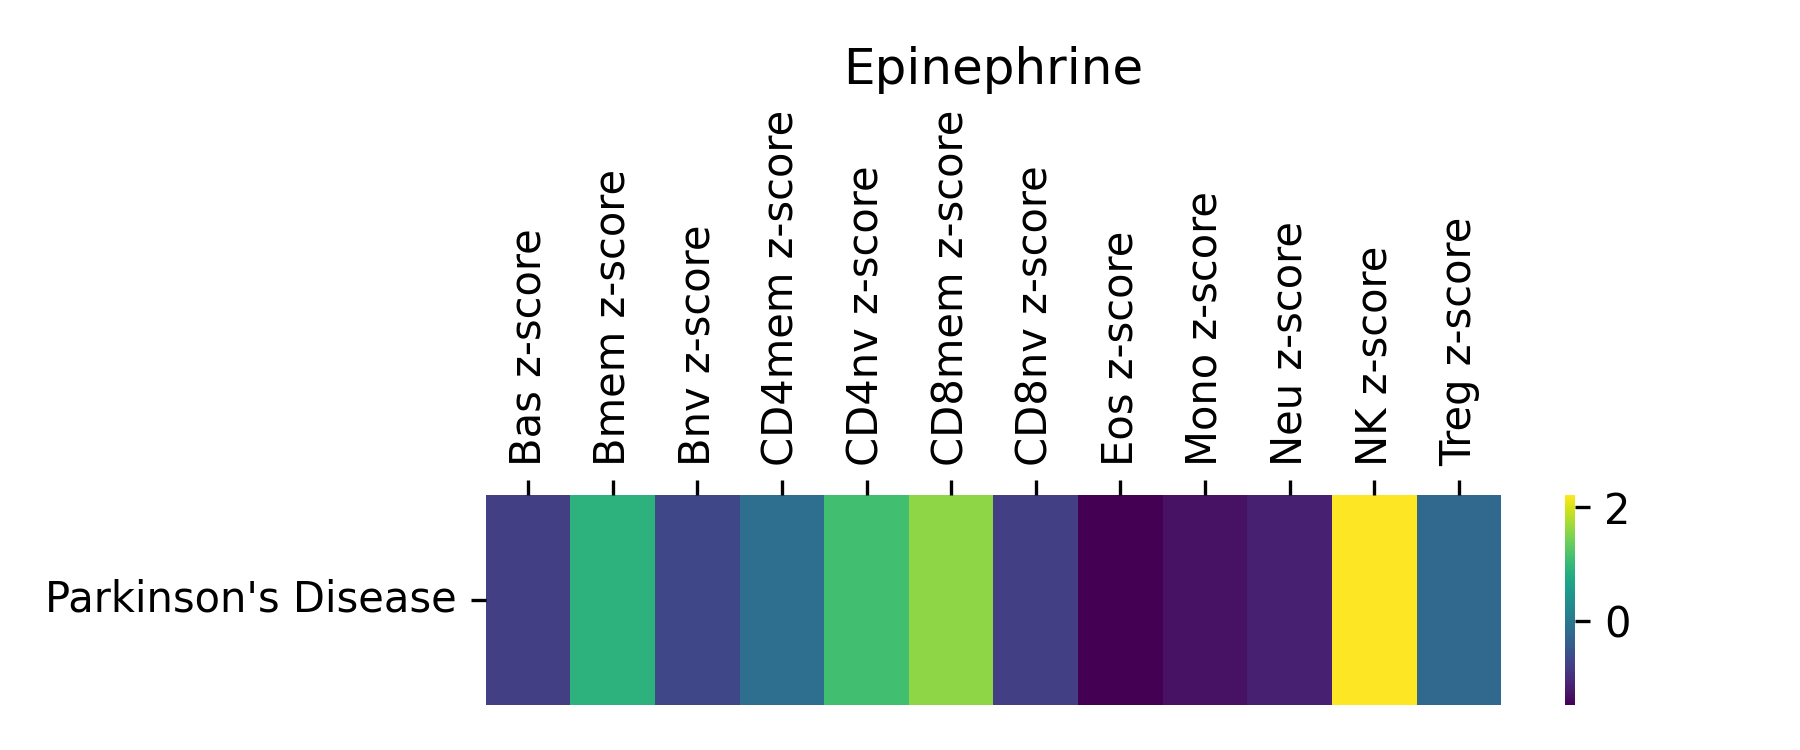 Epinephrine
Bas z-score
Bmem z-score
Bnv z-score
CD4mem z-score
CD4nv z-score
CD8mem z-score
CD8nv z-score
Eos z-score
Mono z-score
Neu z-score
NK z-score
Treg z-score
Parkinson's Disease
2
0